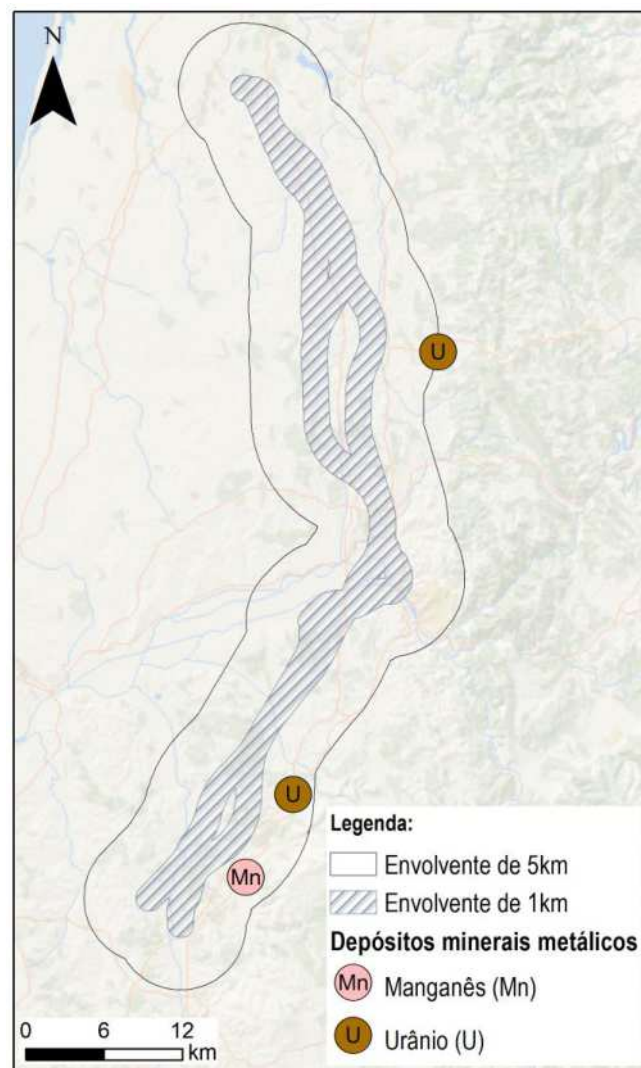 N
U
U
Mn
Legenda:
Envolvente de 5km
Envolvente de 1km
Depósitos minerais metálicos
Mn Manganês (Mn)
U Urânio (U)
0 6 12
km